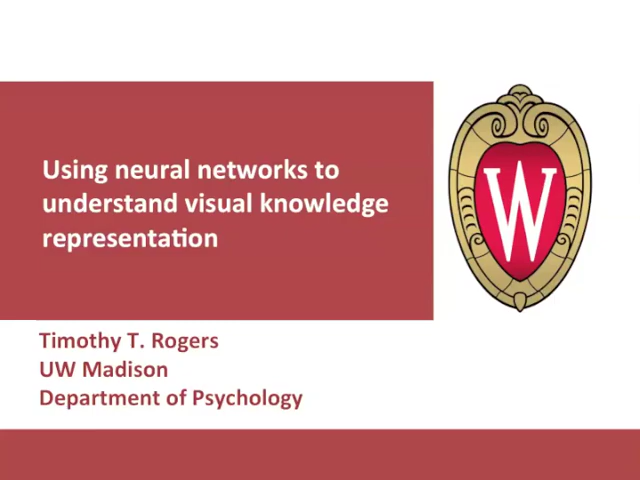 Using neural networks to
understand visual knowledge
representation
W
Timothy T. Rogers
UW Madison
Department of Psychology